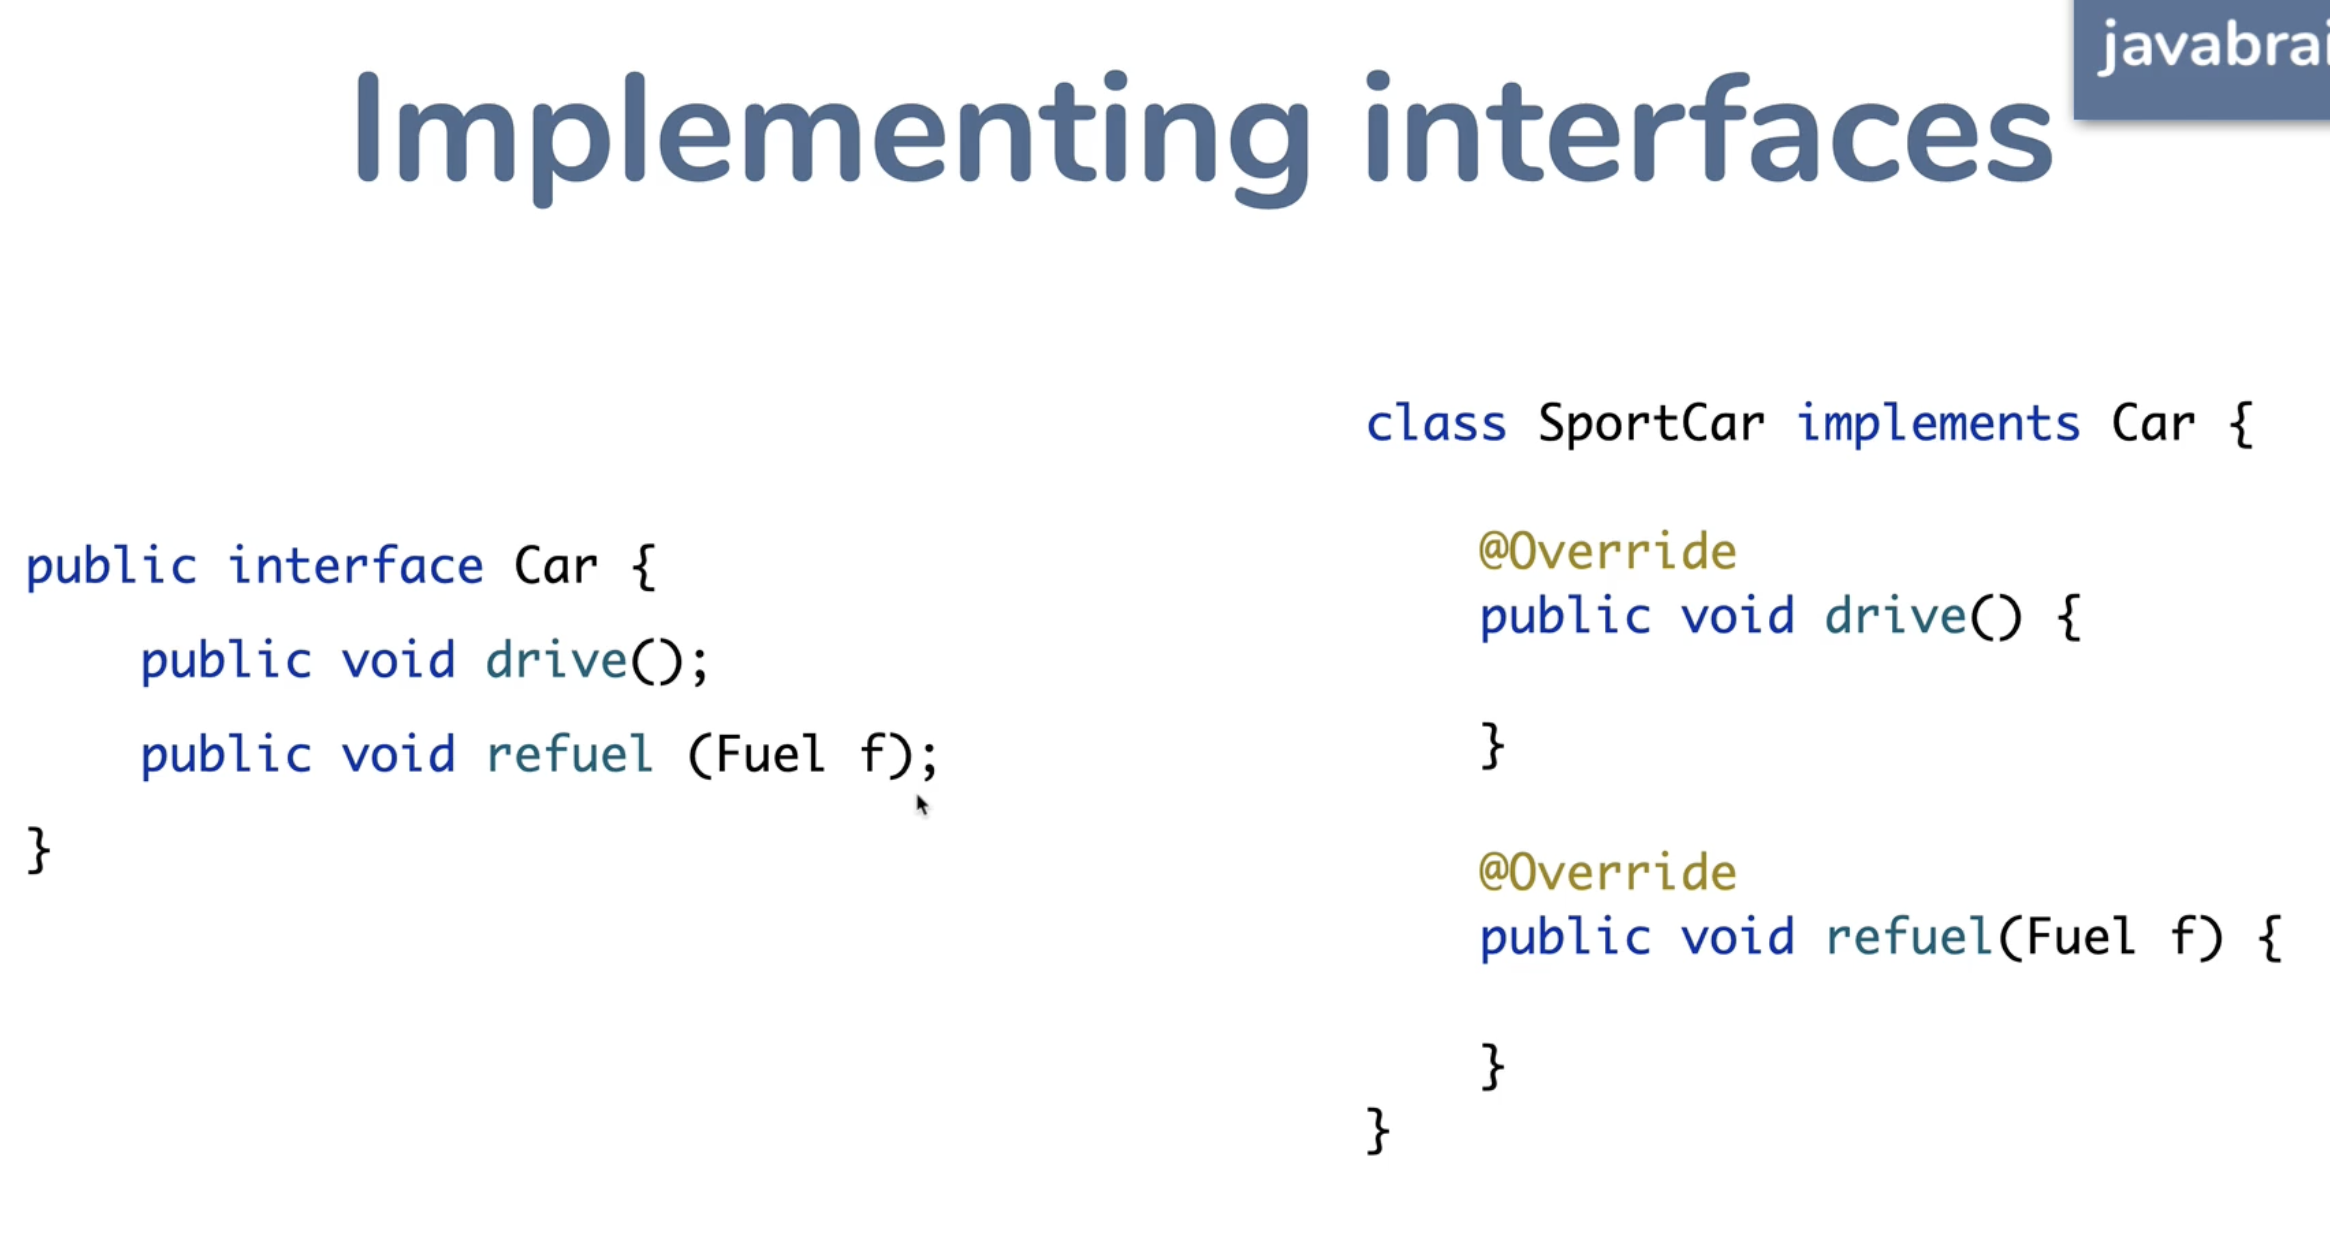 javabrai
Implementing interfaces
public interface Car {
public void drive();
public void refuel (Fuel f);
}
class SportCar implements Car {
@Override
public void drive() {
}
@Override
public void refuel(Fuel f) {
}
}